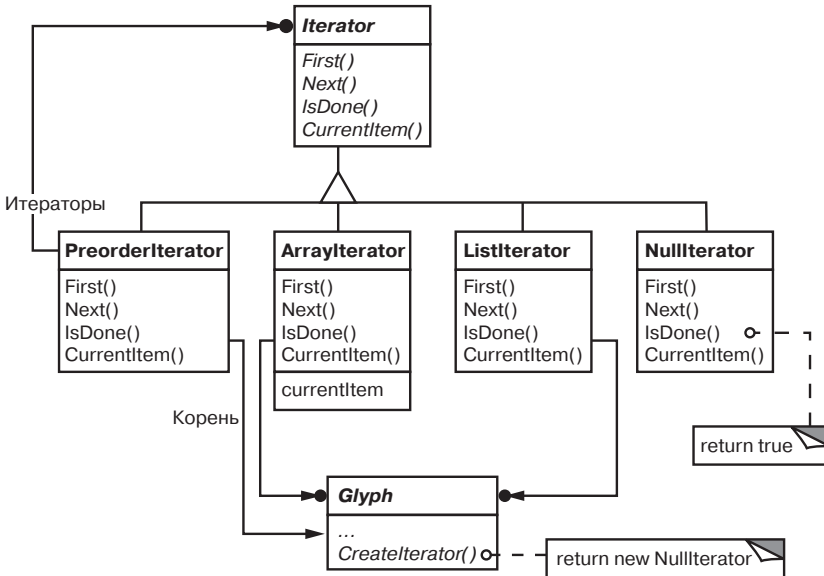 Iterator
First()
Next()
IsDone()
CurrentItem()
Итераторы
PreorderIterator
First()
Next()
IsDone()
CurrentItem()
ArrayIterator
First()
Next()
IsDone()
CurrentItem()
currentItem
ListIterator
First()
Next()
IsDone()
CurrentItem()
NullIterator
First()
Next()
IsDone()
CurrentItem()
Корень
return true
Glyph
...
CreateIterator()
return new NullIterator